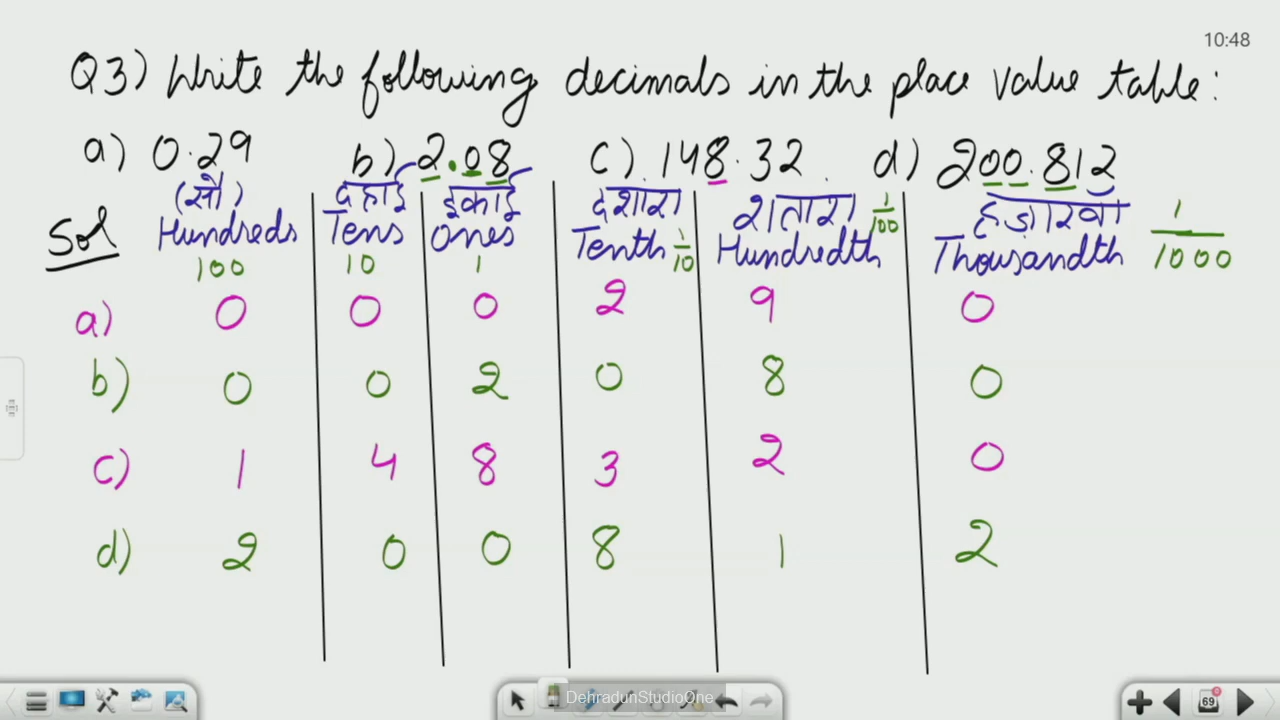 10:48
Q3) Write the following decimals in the place value table:
a) 0.29 b) 2.08 c) 148.32 d) 200.812
(सौ) दहाई इकाई दशारा शतारा 1/100 हज़ारवा 1/1000
Sol Hundreds Tens Ones Tenth 1/10 Hundredth Thousandth
100 10 1
a) 0 0 0 2 9 0
b) 0 0 2 0 8 0
c) 1 4 8 3 2 0
d) 2 0 0 8 1 2
DehradunStudioOne
69